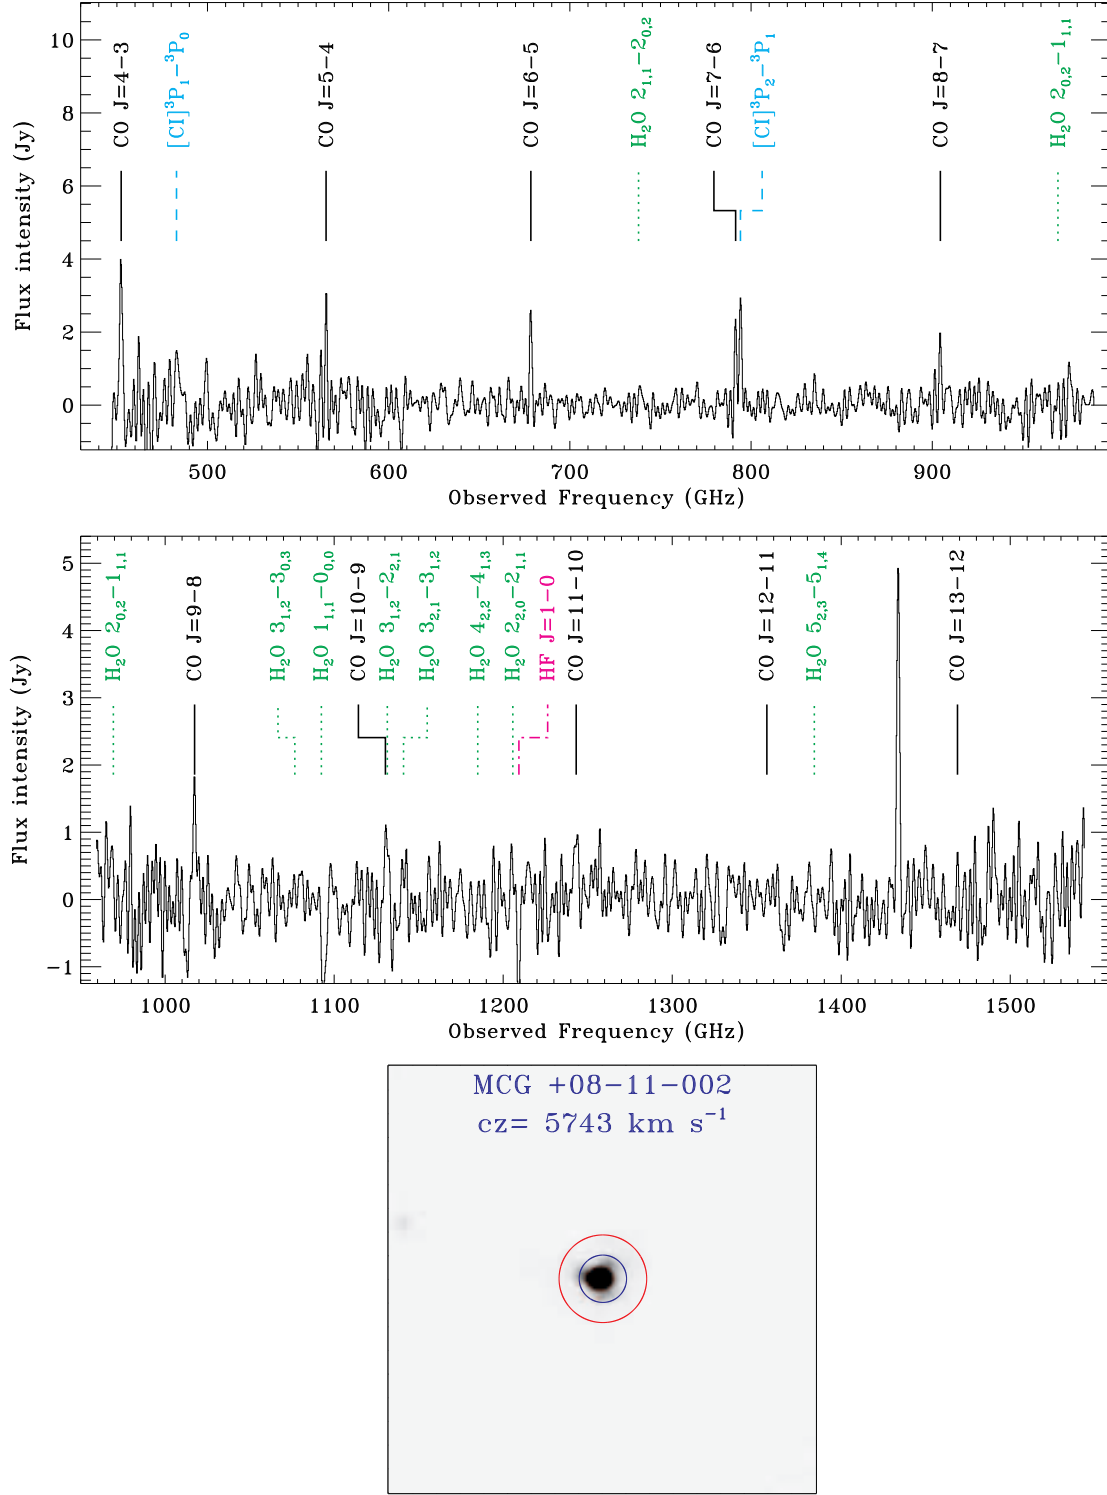 Flux intensity (Jy)
10
8
6
4
2
0
CO J=4−3
[CI]³P₁−³P₀
CO J=5−4
CO J=6−5
H₂O 2₁,₁−2₀,₂
CO J=7−6
[CI]³P₂−³P₁
CO J=8−7
H₂O 2₀,₂−1₁,₁
500 600 700 800 900
Observed Frequency (GHz)
Flux intensity (Jy)
5
4
3
2
1
0
−1
H₂O 2₀,₂−1₁,₁
CO J=9−8
H₂O 3₁,₂−3₀,₃
H₂O 1₁,₁−0₀,₀
CO J=10−9
H₂O 3₁,₂−2₂,₁
H₂O 3₂,₁−3₁,₂
H₂O 4₂,₂−4₁,₃
H₂O 2₂,₀−2₁,₁
HF J=1−0
CO J=11−10
CO J=12−11
H₂O 5₂,₃−5₁,₄
CO J=13−12
1000 1100 1200 1300 1400 1500
Observed Frequency (GHz)
MCG +08−11−002
cz= 5743 km s⁻¹